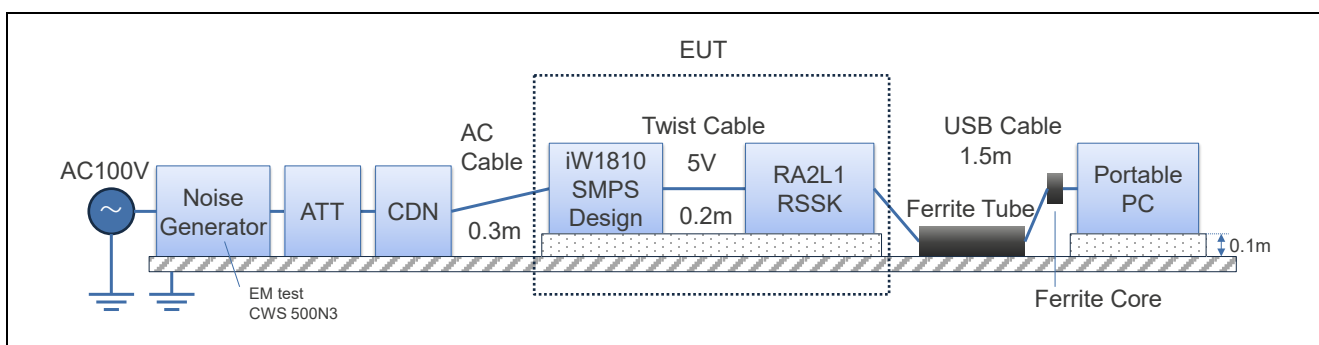 EUT
AC100V
Noise
Generator
ATT
CDN
AC
Cable
0.3m
iW1810
SMPS
Design
Twist Cable
5V
0.2m
RA2L1
RSSK
Ferrite Tube
USB Cable
1.5m
Portable
PC
0.1m
Ferrite Core
EM test
CWS 500N3